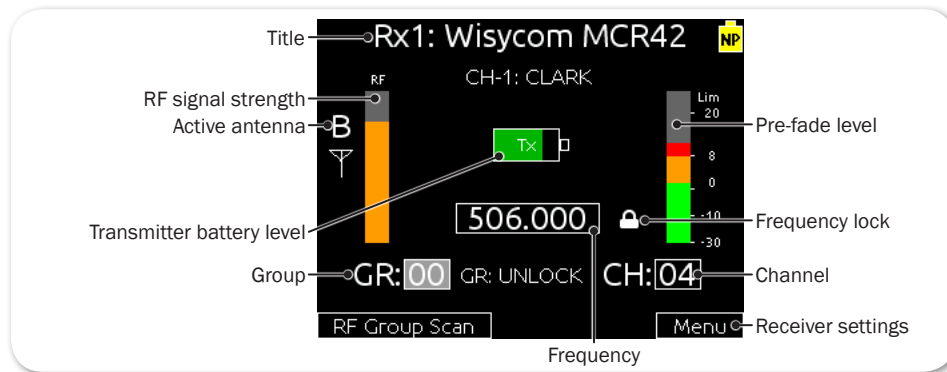 Title
Rx1: Wisycom MCR42
NP
RF
CH-1: CLARK
RF signal strength
Lim
20
Active antenna
B
Pre-fade level
Tx
8
0
Transmitter battery level
506.000
-10
Frequency lock
-30
Group
GR:00
GR: UNLOCK
CH:04
Channel
RF Group Scan
Menu
Receiver settings
Frequency